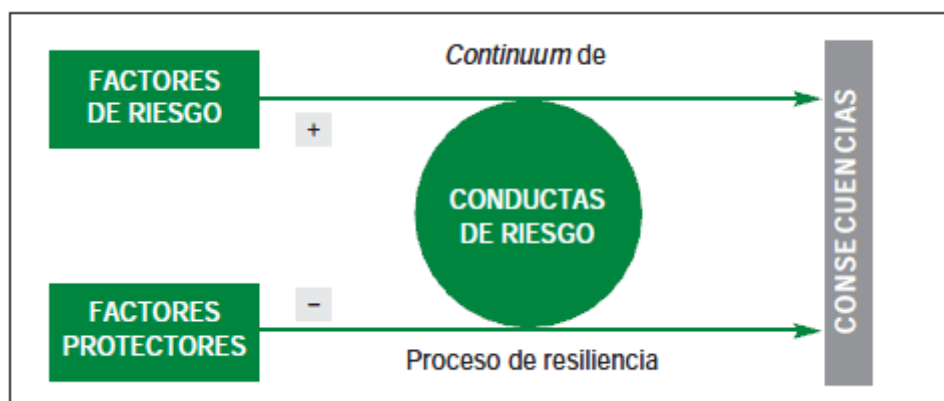 FACTORES
DE RIESGO
Continuum de
+
CONDUCTAS
DE RIESGO
CONSECUENCIAS
–
FACTORES
PROTECTORES
Proceso de resiliencia